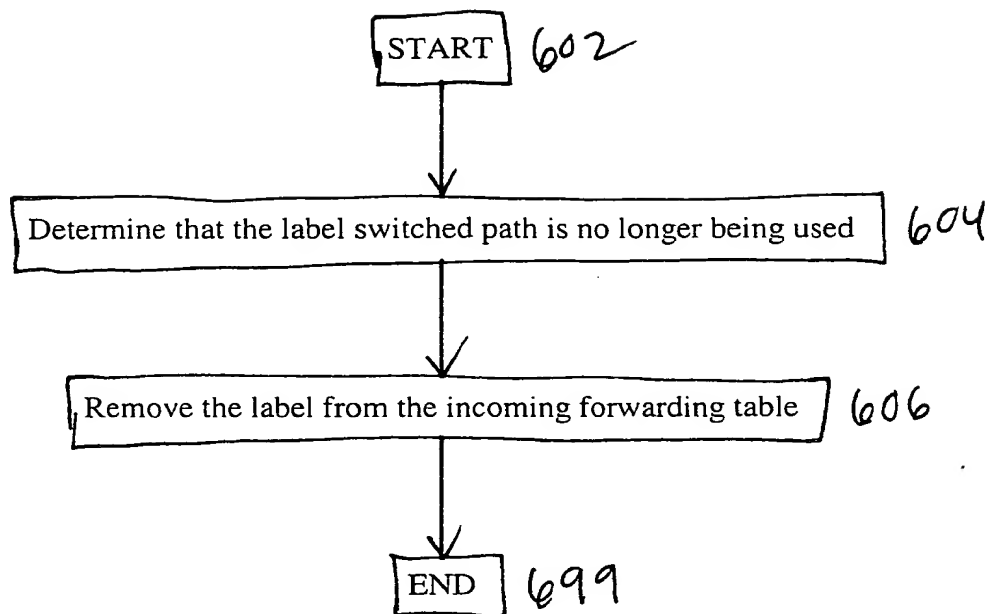 START 602
Determine that the label switched path is no longer being used 604
Remove the label from the incoming forwarding table 606
END 699